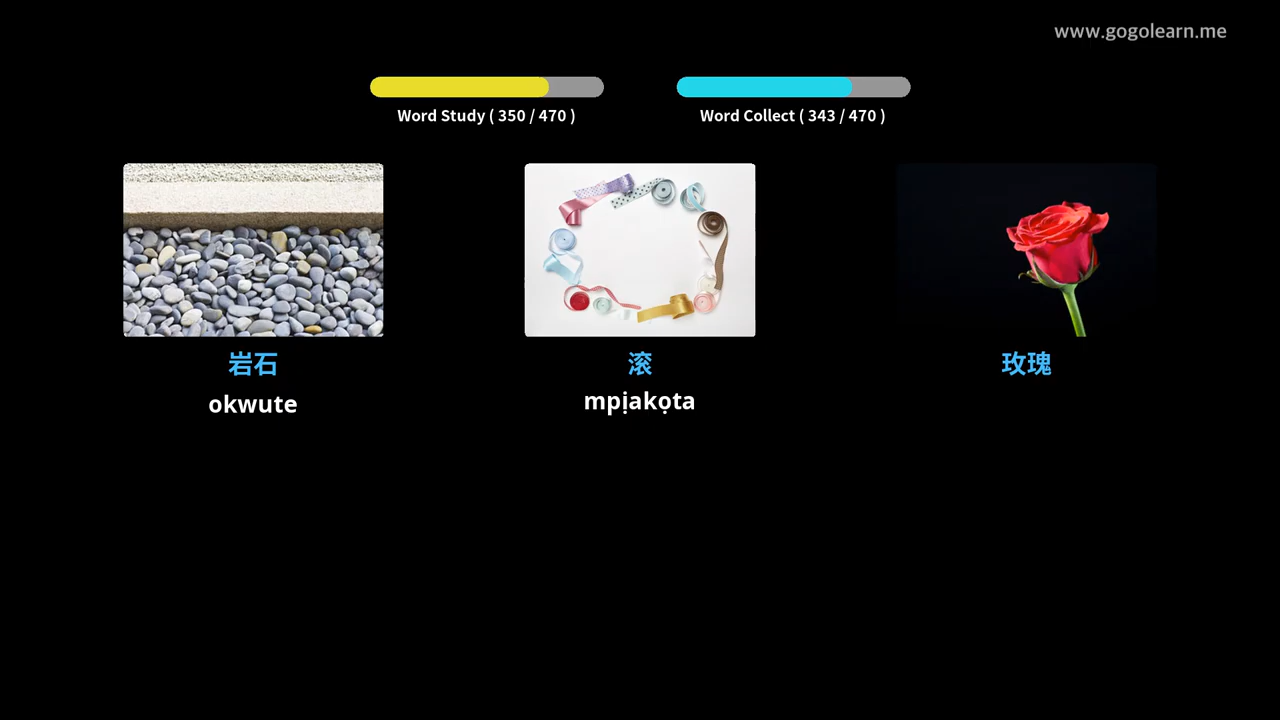 www.gogolearn.me
Word Study ( 350 / 470 )
Word Collect ( 343 / 470 )
岩石
okwute
滚
mpịakọta
玫瑰